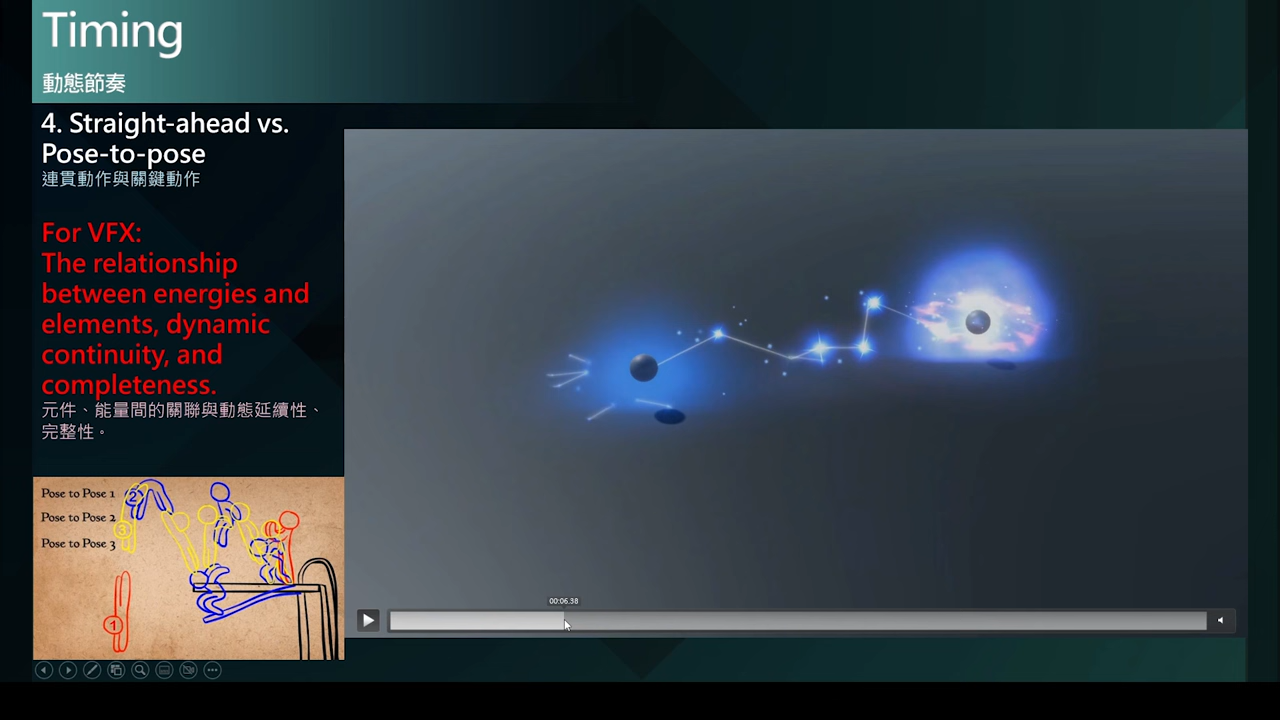 Timing
動態節奏
4. Straight-ahead vs.
Pose-to-pose
連貫動作與關鍵動作
For VFX:
The relationship
between energies and
elements, dynamic
continuity, and
completeness.
元件、能量間的關聯與動態延續性、
完整性。
Pose to Pose 1
Pose to Pose 2
Pose to Pose 3
2
3
1
00:06.38